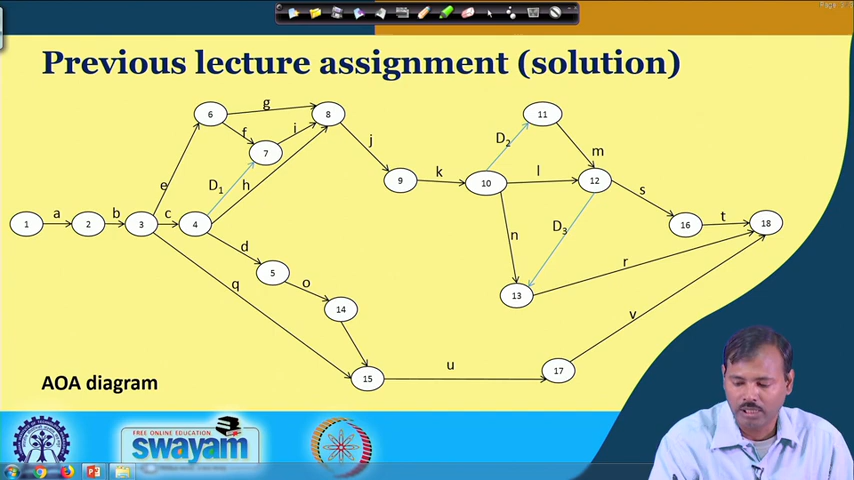 Previous lecture assignment (solution)
6
g
8
11
f
i
j
D2
m
7
e
D1
h
9
k
10
l
12
s
1
a
2
b
3
c
4
D3
16
t
18
n
d
q
5
o
r
13
14
v
u
15
17
AOA diagram
FREE ONLINE EDUCATION
swayam